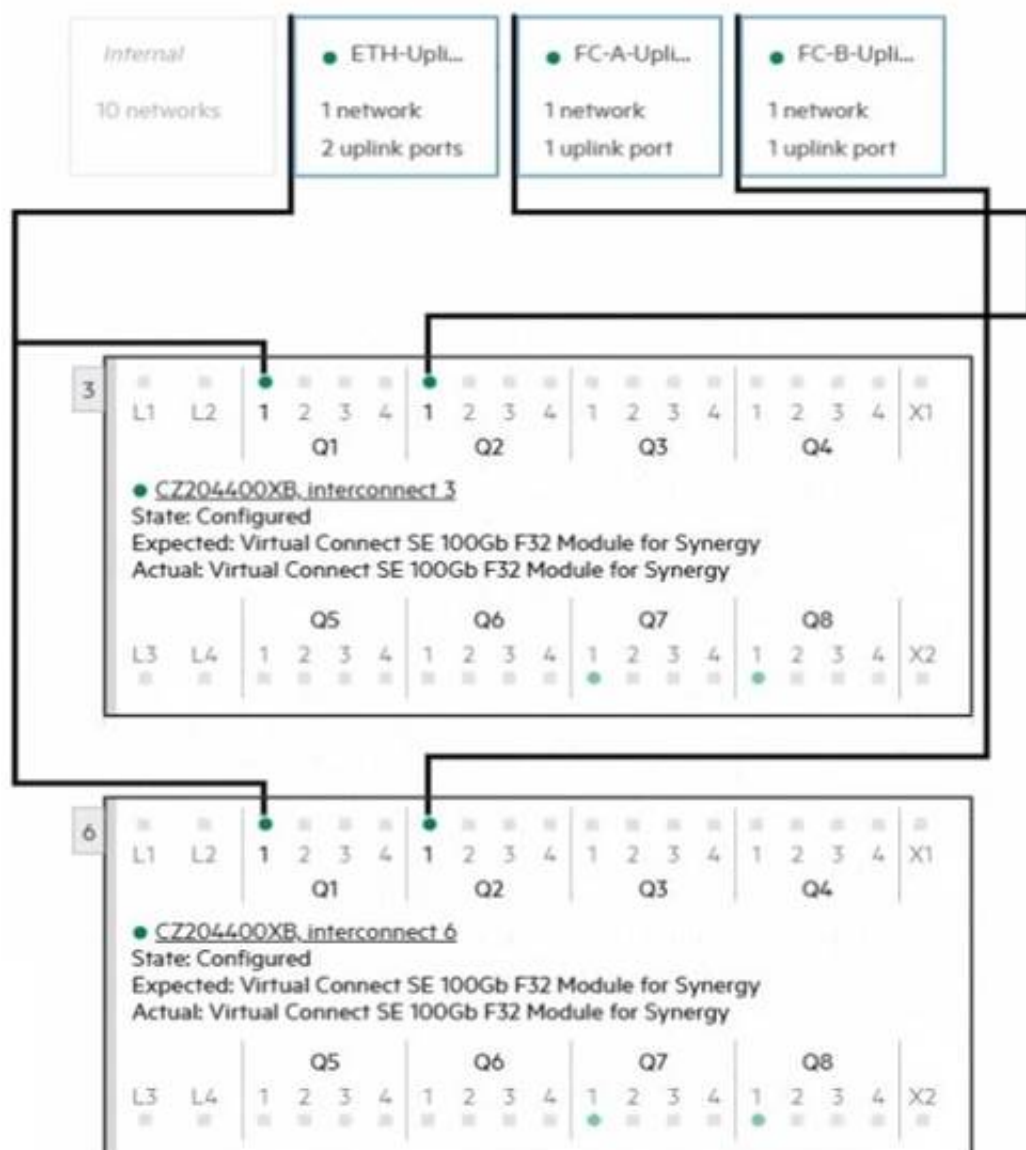 Internal
10 networks
ETH-Upli...
1 network
2 uplink ports
FC-A-Upli...
1 network
1 uplink port
FC-B-Upli...
1 network
1 uplink port
3
L1 L2 1 2 3 4 1 2 3 4 1 2 3 4 1 2 3 4 X1
Q1 Q2 Q3 Q4
CZ204400XB, interconnect 3
State: Configured
Expected: Virtual Connect SE 100Gb F32 Module for Synergy
Actual: Virtual Connect SE 100Gb F32 Module for Synergy
Q5 Q6 Q7 Q8
L3 L4 1 2 3 4 1 2 3 4 1 2 3 4 1 2 3 4 X2
6
L1 L2 1 2 3 4 1 2 3 4 1 2 3 4 1 2 3 4 X1
Q1 Q2 Q3 Q4
CZ204400XB, interconnect 6
State: Configured
Expected: Virtual Connect SE 100Gb F32 Module for Synergy
Actual: Virtual Connect SE 100Gb F32 Module for Synergy
Q5 Q6 Q7 Q8
L3 L4 1 2 3 4 1 2 3 4 1 2 3 4 1 2 3 4 X2